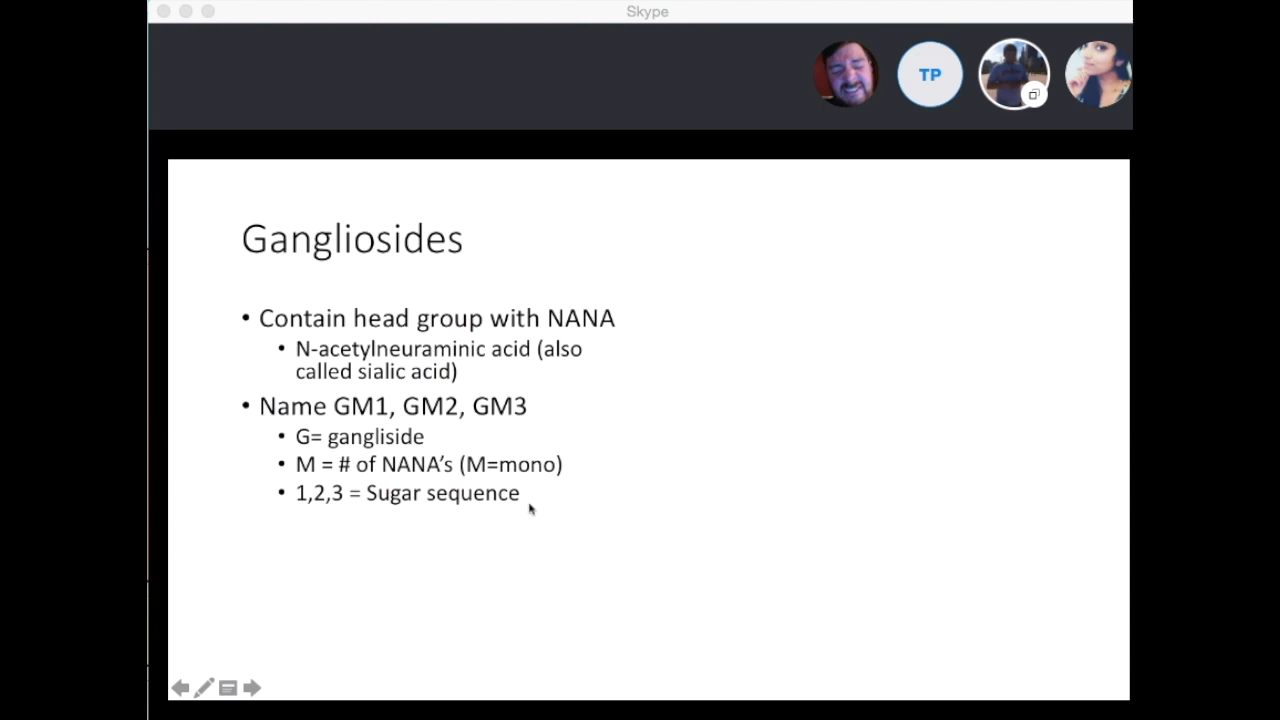 Skype
TP
Gangliosides
• Contain head group with NANA
• N-acetylneuraminic acid (also
called sialic acid)
• Name GM1, GM2, GM3
• G= gangliside
• M = # of NANA’s (M=mono)
• 1,2,3 = Sugar sequence